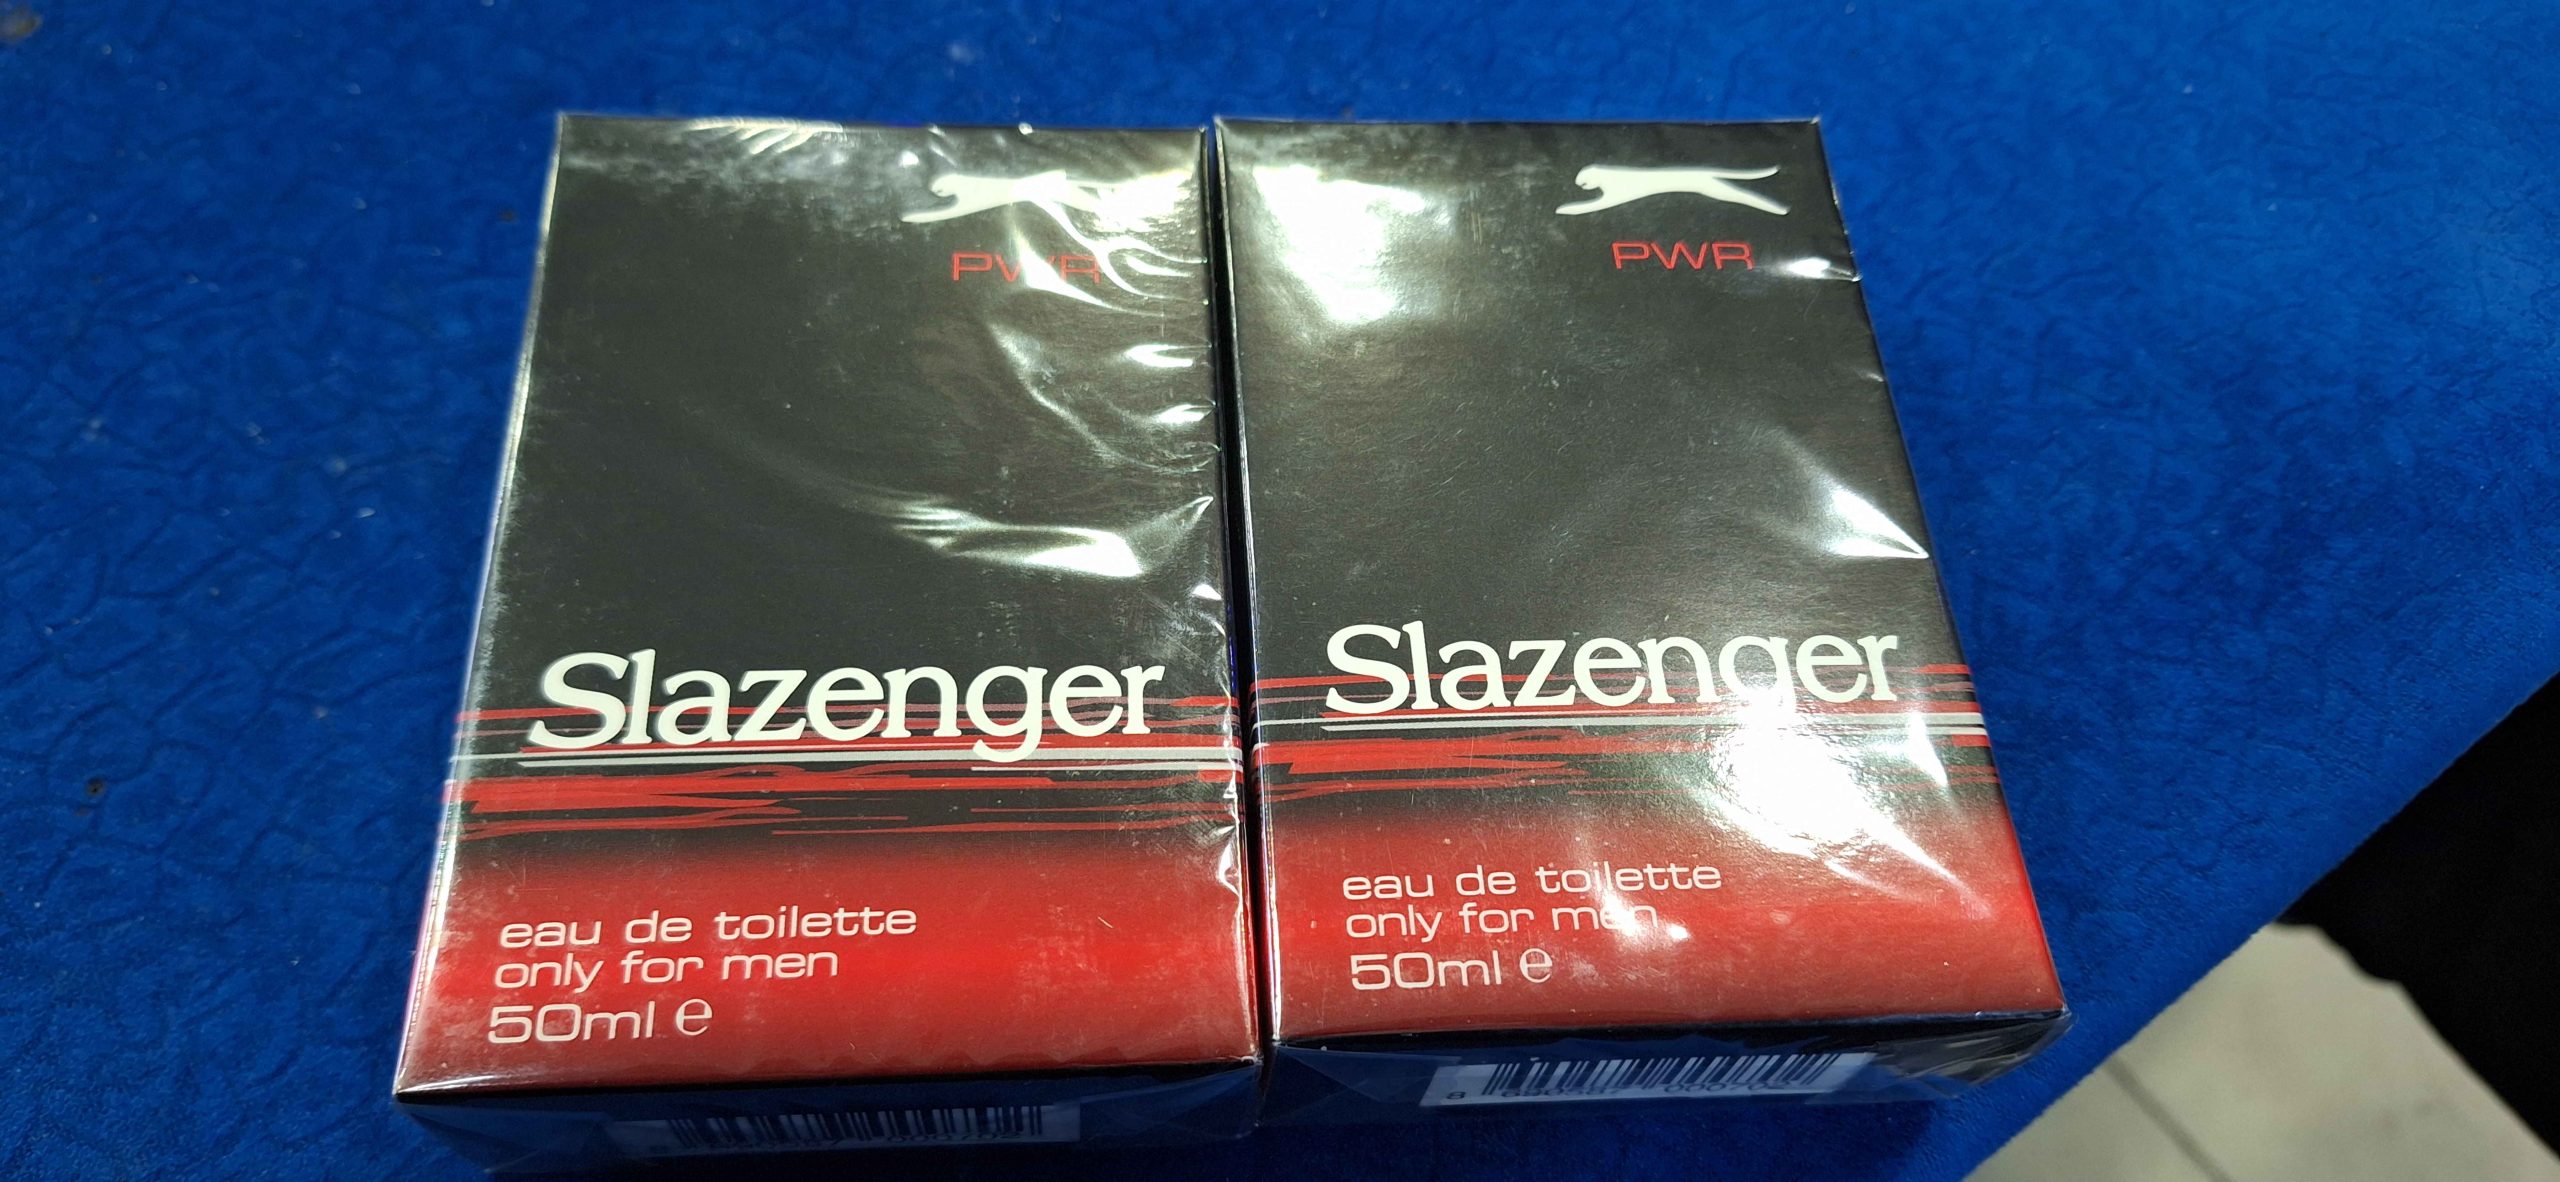 PWR
Slazenger
eau de toilette
only for men
50ml e
PWR
Slazenger
eau de toilette
only for men
50ml e